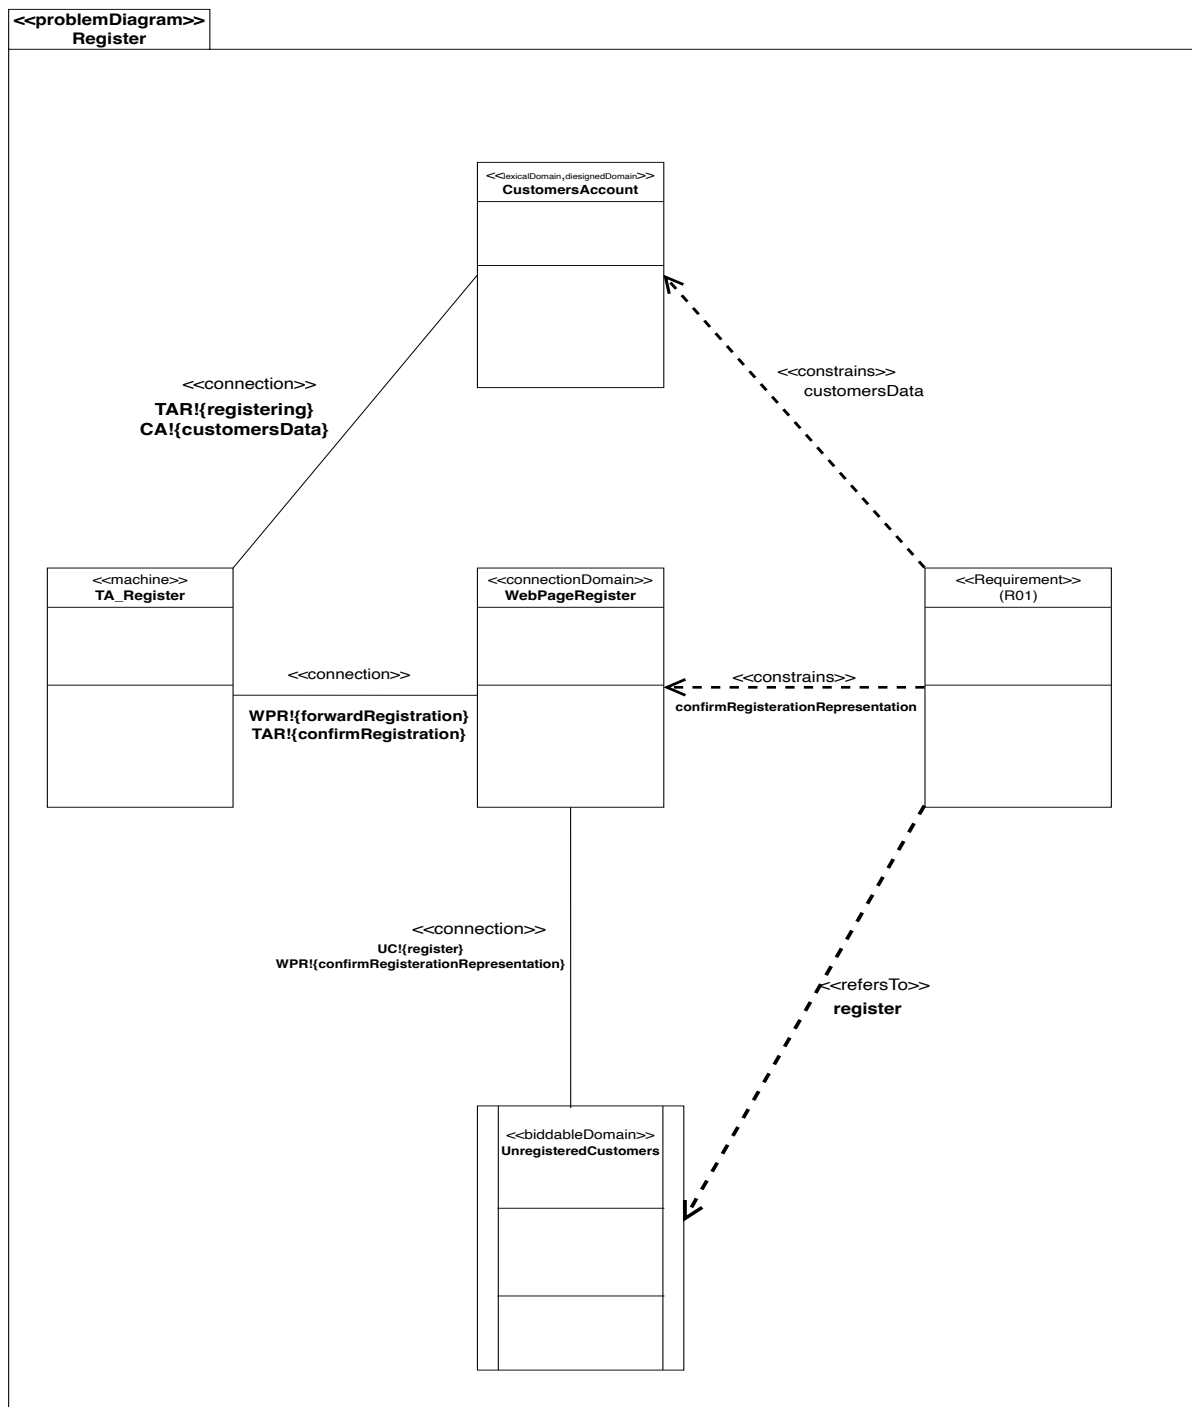 <<problemDiagram>>
Register
<<lexicalDomain,diesignedDomain>>
CustomersAccount
<<connection>>
TAR!{registering}
CA!{customersData}
<<constrains>>
customersData
<<machine>>
TA_Register
<<connectionDomain>>
WebPageRegister
<<Requirement>>
(R01)
<<connection>>
WPR!{forwardRegistration}
TAR!{confirmRegistration}
<<constrains>>
confirmRegisterationRepresentation
<<connection>>
UC!{register}
WPR!{confirmRegisterationRepresentation}
<<refersTo>>
register
<<biddableDomain>>
UnregisteredCustomers